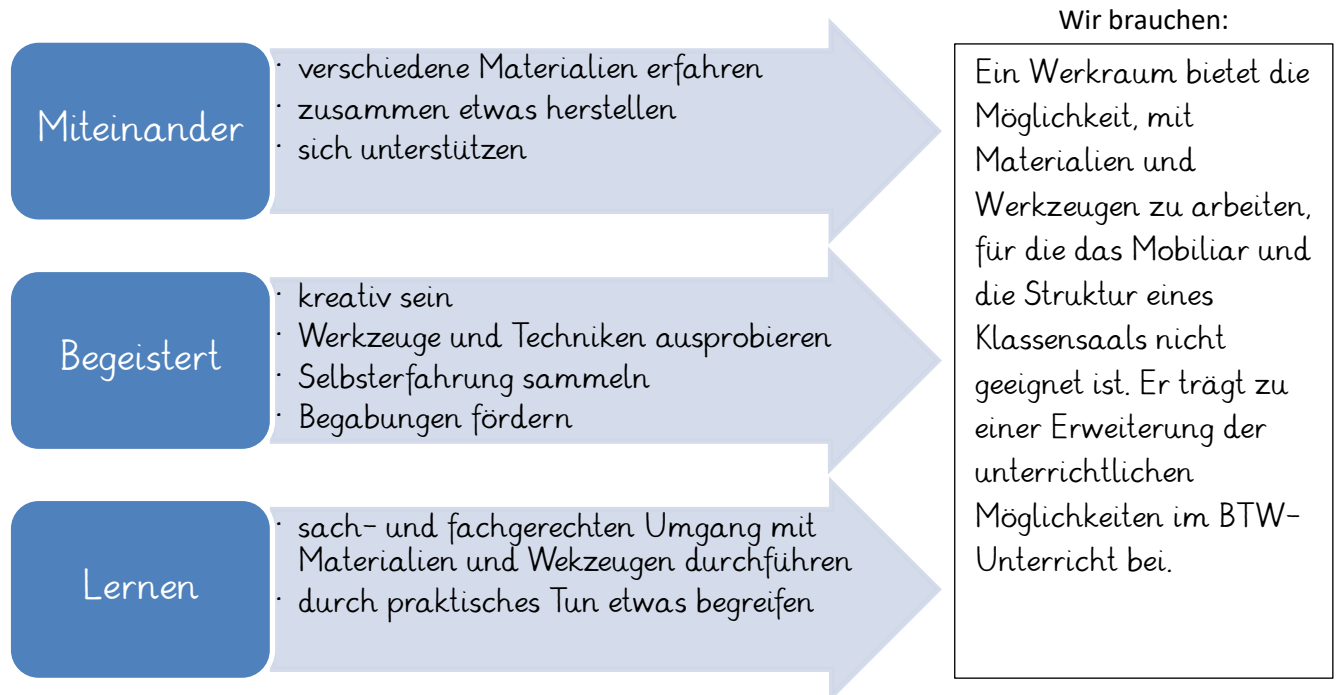 Miteinander
· verschiedene Materialien erfahren
· zusammen etwas herstellen
· sich unterstützen
Begeistert
· kreativ sein
· Werkzeuge und Techniken ausprobieren
· Selbsterfahrung sammeln
· Begabungen fördern
Lernen
· sach- und fachgerechten Umgang mit
Materialien und Wekzeugen durchführen
· durch praktisches Tun etwas begreifen
Wir brauchen:
Ein Werkraum bietet die
Möglichkeit, mit
Materialien und
Werkzeugen zu arbeiten,
für die das Mobiliar und
die Struktur eines
Klassensaals nicht
geeignet ist. Er trägt zu
einer Erweiterung der
unterrichtlichen
Möglichkeiten im BTW-
Unterricht bei.